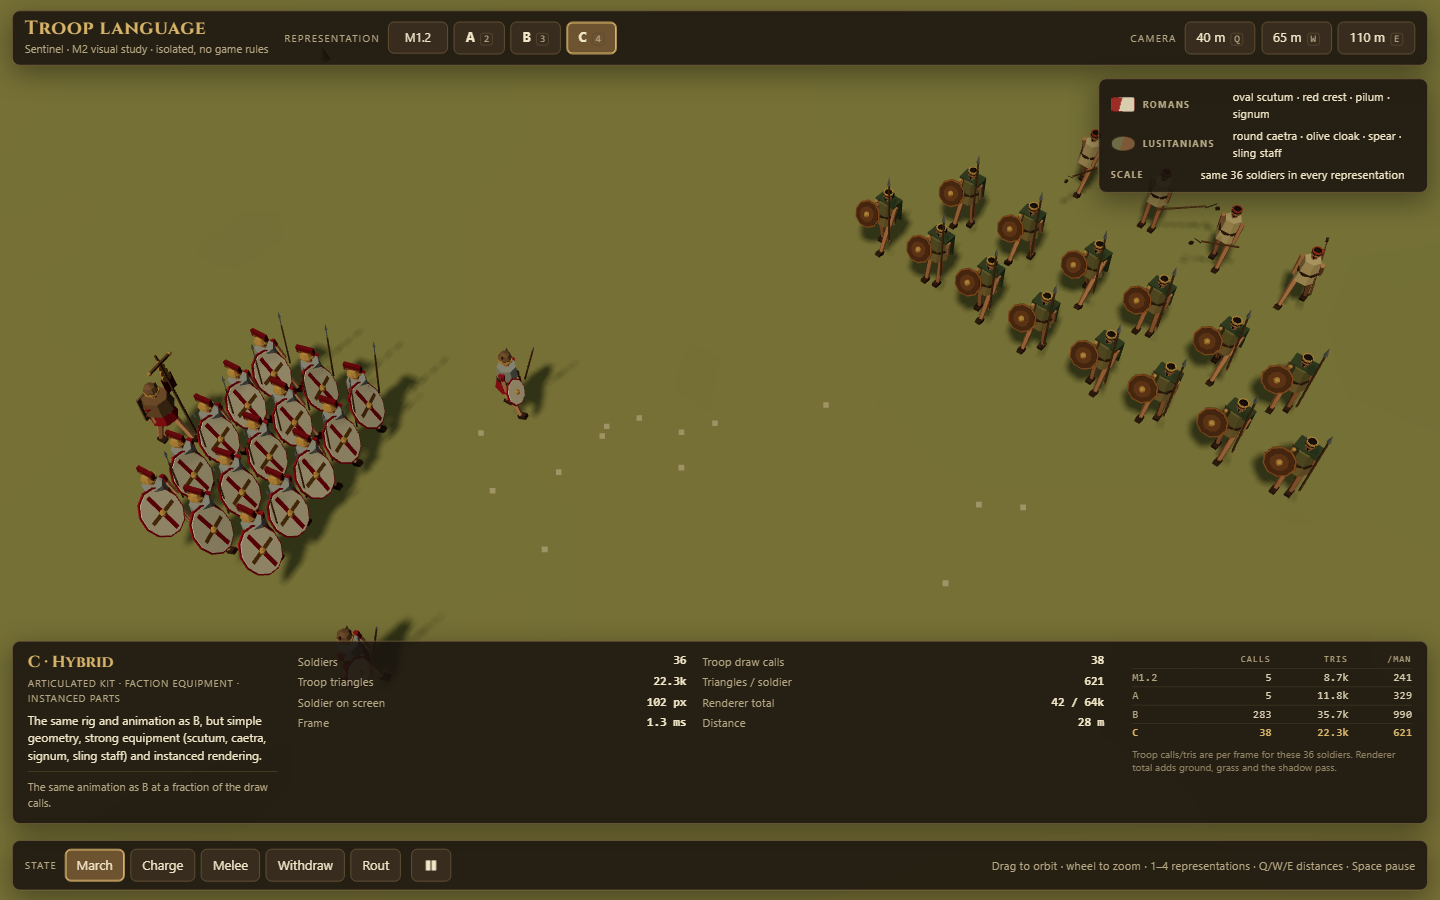 TROOP LANGUAGE
Sentinel · M2 visual study · isolated, no game rules
REPRESENTATION
M1.2
A 2
B 3
C 4
CAMERA
40 m Q
65 m W
110 m E
ROMANS
oval scutum · red crest · pilum ·
signum
LUSITANIANS
round caetra · olive cloak · spear ·
sling staff
SCALE
same 36 soldiers in every representation
C · HYBRID
ARTICULATED KIT · FACTION EQUIPMENT ·
INSTANCED PARTS
The same rig and animation as B, but simple
geometry, strong equipment (scutum, caetra,
signum, sling staff) and instanced rendering.
The same animation as B at a fraction of the draw
calls.
Soldiers 36
Troop triangles 22.3k
Soldier on screen 102 px
Frame 1.3 ms
Troop draw calls 38
Triangles / soldier 621
Renderer total 42 / 64k
Distance 28 m
CALLS TRIS /MAN
M1.2 5 8.7k 241
A 5 11.8k 329
B 283 35.7k 990
C 38 22.3k 621
Troop calls/tris are per frame for these 36 soldiers. Renderer
total adds ground, grass and the shadow pass.
STATE
March
Charge
Melee
Withdraw
Rout
Drag to orbit · wheel to zoom · 1–4 representations · Q/W/E distances · Space pause